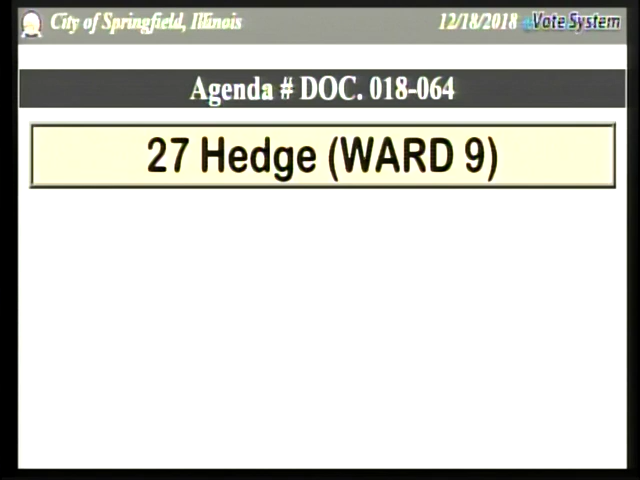 City of Springfield, Illinois 12/18/2018 Vote System
Agenda # DOC. 018-064
27 Hedge (WARD 9)